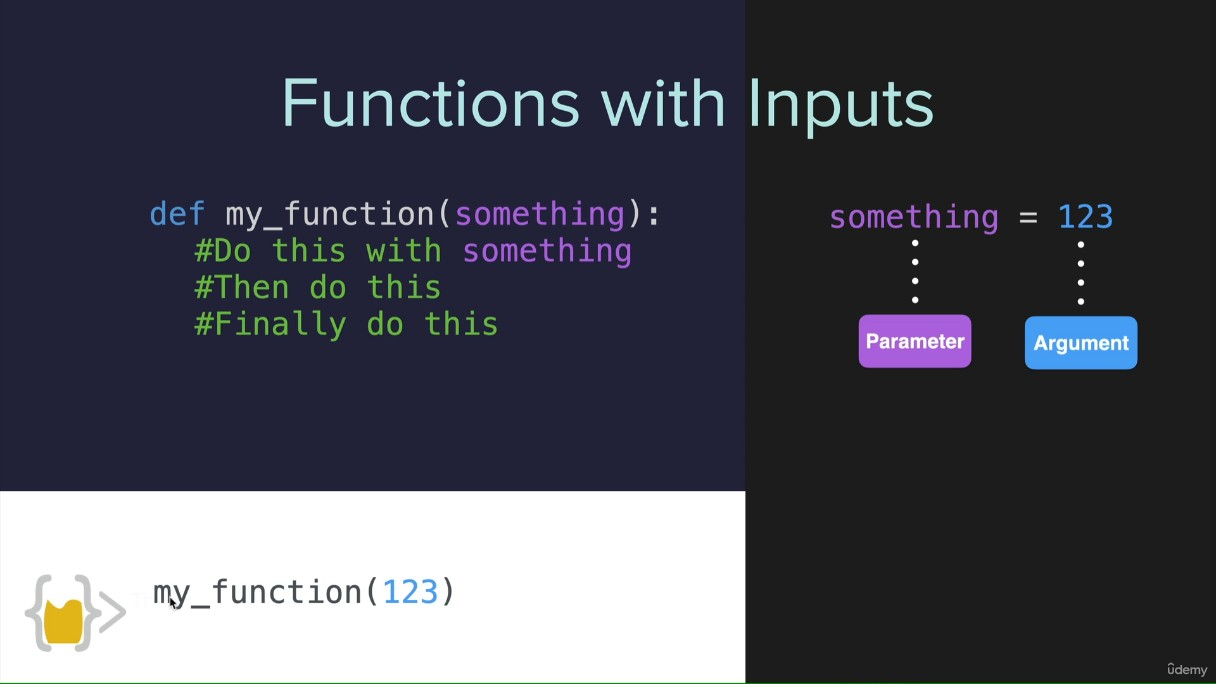 Functions with Inputs
def my_function(something):
#Do this with something
#Then do this
#Finally do this
something = 123
Parameter
Argument
my_function(123)
ûdemy